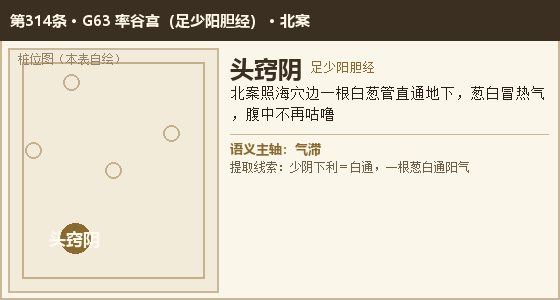 第314条・G63 率谷宫（足少阳胆经）・北案
桩位图（本表自绘）
头窍阴
头窍阴 足少阳胆经
北案照海穴边一根白葱管直通地下，葱白冒热气
，腹中不再咕噜
语义主轴：气滞
提取线索：少阴下利＝白通，一根葱白通阳气